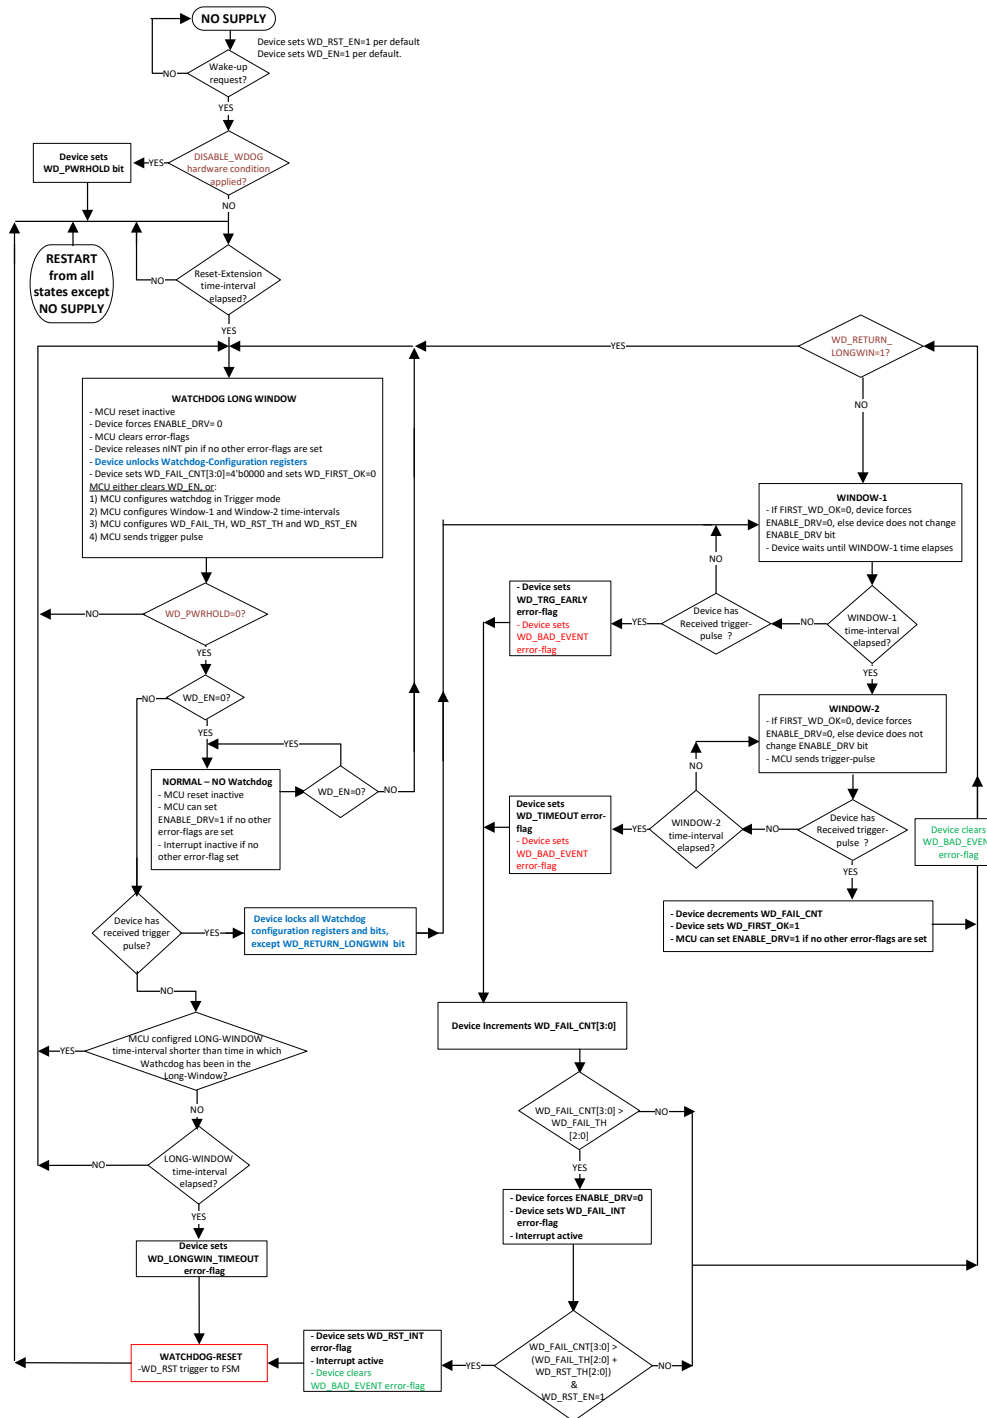 NO SUPPLY
Device sets WD_RST_EN=1 per default
Device sets WD_EN=1 per default.
Wake-up
request?
NO
YES
DISABLE_WDOG
hardware condition
applied?
YES
Device sets
WD_PWRHOLD bit
NO
RESTART
from all
states except
NO SUPPLY
Reset-Extension
time-interval
elapsed?
NO
YES
WD_RETURN_
LONGWIN=1?
YES
NO
WATCHDOG LONG WINDOW
- MCU reset inactive
- Device forces ENABLE_DRV= 0
- MCU clears error-flags
- Device releases nINT pin if no other error-flags are set
- Device unlocks Watchdog-Configuration registers
- Device sets WD_FAIL_CNT[3:0]=4'b0000 and sets WD_FIRST_OK=0
MCU either clears WD_EN, or:
1) MCU configures watchdog in Trigger mode
2) MCU configures Window-1 and Window-2 time-intervals
3) MCU configures WD_FAIL_TH, WD_RST_TH and WD_RST_EN
4) MCU sends trigger pulse
WINDOW-1
- If FIRST_WD_OK=0, device forces
ENABLE_DRV=0, else device does not change
ENABLE_DRV bit
- Device waits until WINDOW-1 time elapses
NO
- Device sets
WD_TRG_EARLY
error-flag
- Device sets
WD_BAD_EVENT
error-flag
YES
Device has
Received trigger-
pulse ?
NO
WINDOW-1
time-interval
elapsed?
YES
WD_PWRHOLD=0?
NO
YES
WD_EN=0?
NO
YES
YES
NORMAL – NO Watchdog
- MCU reset inactive
- MCU can set
ENABLE_DRV=1 if no other
error-flags are set
- Interrupt inactive if no
other error-flag set
WD_EN=0?
NO
WINDOW-2
- If FIRST_WD_OK=0, device forces
ENABLE_DRV=0, else device does not
change ENABLE_DRV bit
- MCU sends trigger-pulse
NO
Device sets
WD_TIMEOUT error-
flag
- Device sets
WD_BAD_EVENT
error-flag
YES
WINDOW-2
time-interval
elapsed?
NO
Device has
Received trigger-
pulse ?
YES
Device clears
WD_BAD_EVENT
error-flag
- Device decrements WD_FAIL_CNT
- Device sets WD_FIRST_OK=1
- MCU can set ENABLE_DRV=1 if no other error-flags are set
Device has
received trigger
pulse?
YES
Device locks all Watchdog
configuration registers and bits,
except WD_RETURN_LONGWIN bit
NO
MCU configred LONG-WINDOW
time-interval shorter than time in which
Wathcdog has been in the
Long-Window?
YES
NO
Device Increments WD_FAIL_CNT[3:0]
WD_FAIL_CNT[3:0] >
WD_FAIL_TH
[2:0]
NO
YES
LONG-WINDOW
time-interval
elapsed?
NO
YES
- Device forces ENABLE_DRV=0
- Device sets WD_FAIL_INT
error-flag
- Interrupt active
Device sets
WD_LONGWIN_TIMEOUT
error-flag
WATCHDOG-RESET
-WD_RST trigger to FSM
- Device sets WD_RST_INT
error-flag
- Interrupt active
- Device clears
WD_BAD_EVENT error-flag
YES
WD_FAIL_CNT[3:0] >
(WD_FAIL_TH[2:0] +
WD_RST_TH[2:0])
&
WD_RST_EN=1
NO